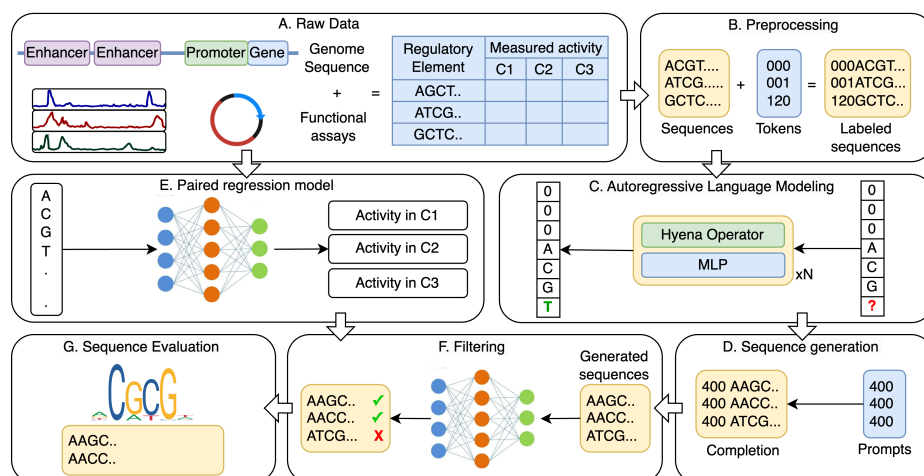 A. Raw Data
Enhancer Enhancer Promoter Gene
Genome
Sequence
+
Functional
assays
=
Regulatory
Element
Measured activity
C1 C2 C3
AGCT..
ATCG..
GCTC..
B. Preprocessing
ACGT....
ATCG.....
GCTC....
+
000
001
120
=
000ACGT...
001ATCG...
120GCTC..
Sequences
Tokens
Labeled
sequences
E. Paired regression model
A
C
G
T
.
.
Activity in C1
Activity in C2
Activity in C3
C. Autoregressive Language Modeling
0
0
0
A
C
G
T
Hyena Operator
MLP
xN
0
0
0
A
C
G
?
G. Sequence Evaluation
CGCG
AAGC..
AACC..
F. Filtering
AAGC.. ✓
AACC.. ✓
ATCG... X
Generated
sequences
AAGC..
AACC..
ATCG...
D. Sequence generation
400 AAGC..
400 AACC..
400 ATCG...
Completion
400
400
400
Prompts